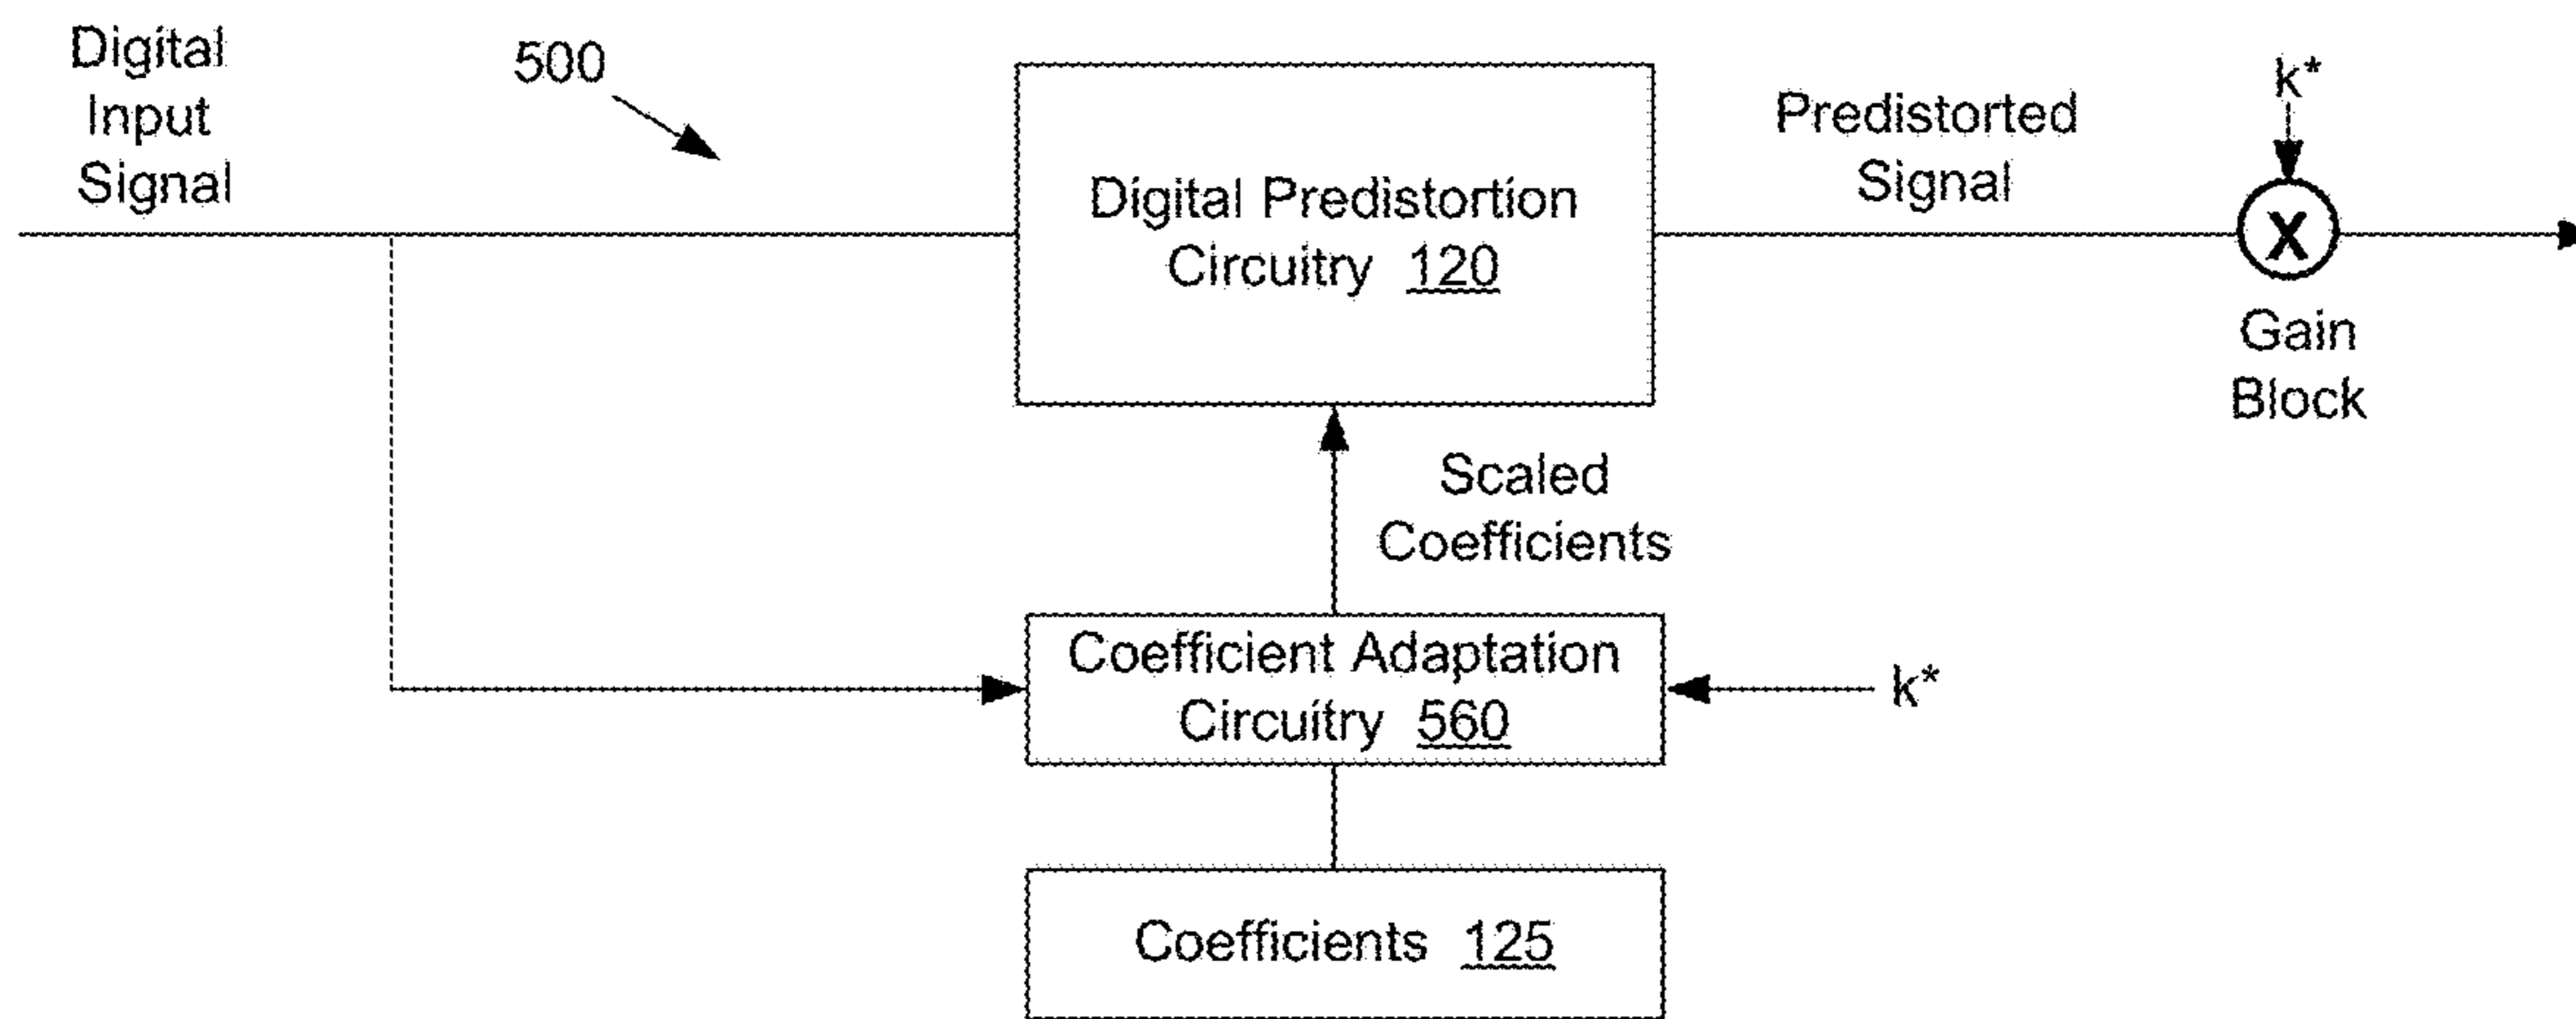 Digital
Input
Signal
500
Digital Predistortion
Circuitry 120
Predistorted
Signal
k*
X
Gain
Block
Scaled
Coefficients
Coefficient Adaptation
Circuitry 560
k*
Coefficients 125